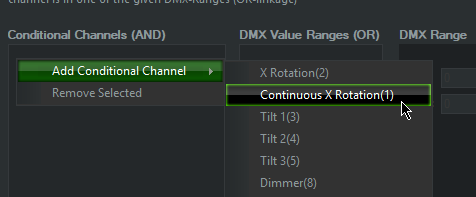 channel is in one of the given DMX-Ranges (OR-linkage)
Conditional Channels (AND) DMX Value Ranges (OR) DMX Range
Add Conditional Channel X Rotation(2)
Remove Selected Continuous X Rotation(1)
Tilt 1(3)
Tilt 2(4)
Tilt 3(5)
Dimmer(8)